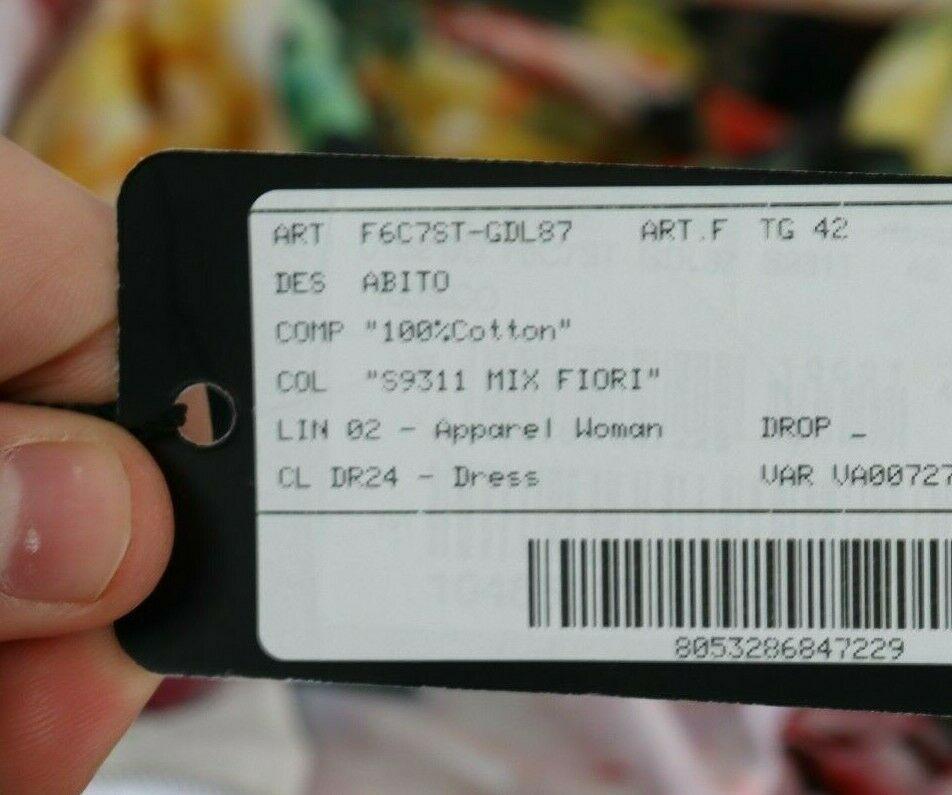 ART F6C7ST-GDL87 ART.F TG 42
DES ABITO
COMP "100%Cotton"
COL "S9311 MIX FIORI"
LIN 02 - Apparel Woman DROP _
CL DR24 - Dress VAR VA00727
8053286847229